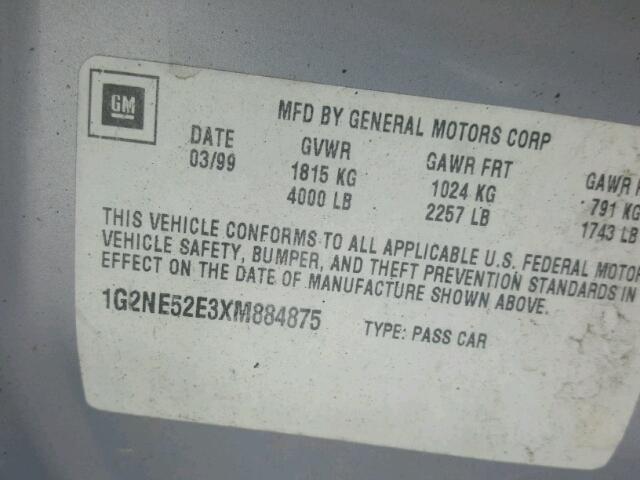 GM
MFD BY GENERAL MOTORS CORP
DATE GVWR GAWR FRT GAWR
03/99 1815 KG 1024 KG 791 KG
4000 LB 2257 LB 1743 LB
THIS VEHICLE CONFORMS TO ALL APPLICABLE U.S. FEDERAL MOTOR
VEHICLE SAFETY, BUMPER, AND THEFT PREVENTION STANDARDS IN
EFFECT ON THE DATE OF MANUFACTURE SHOWN ABOVE.
1G2NE52E3XM884875 TYPE: PASS CAR